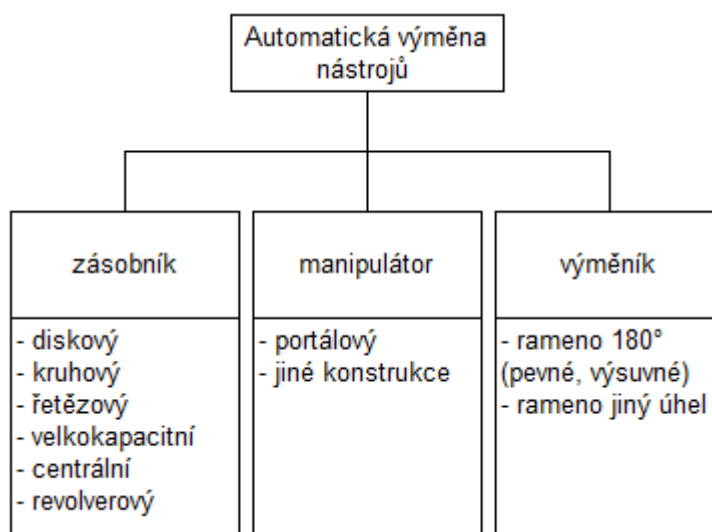 Automatická výměna
nástrojů
zásobník
- diskový
- kruhový
- řetězový
- velkokapacitní
- centrální
- revolverový
manipulátor
- portálový
- jiné konstrukce
výměník
- rameno 180°
(pevné, výsuvné)
- rameno jiný úhel